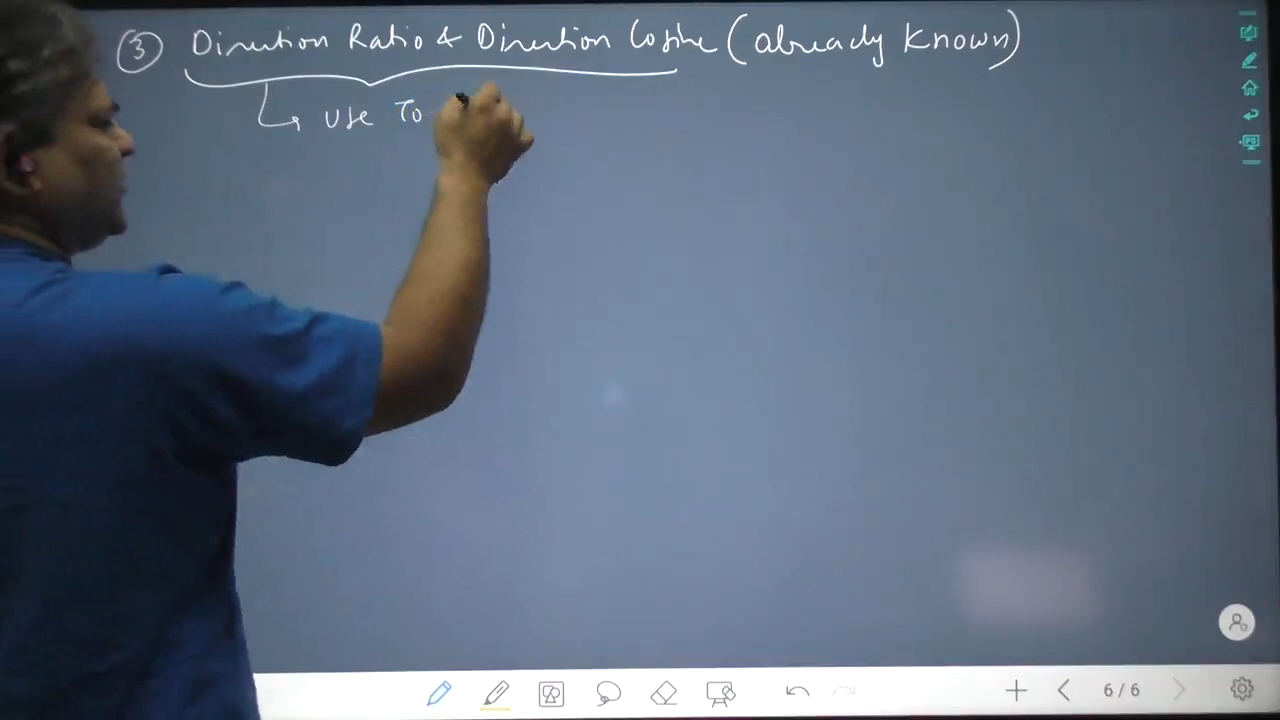 ③ Direction Ratio & Direction Cosine (already known)
use To
6/6